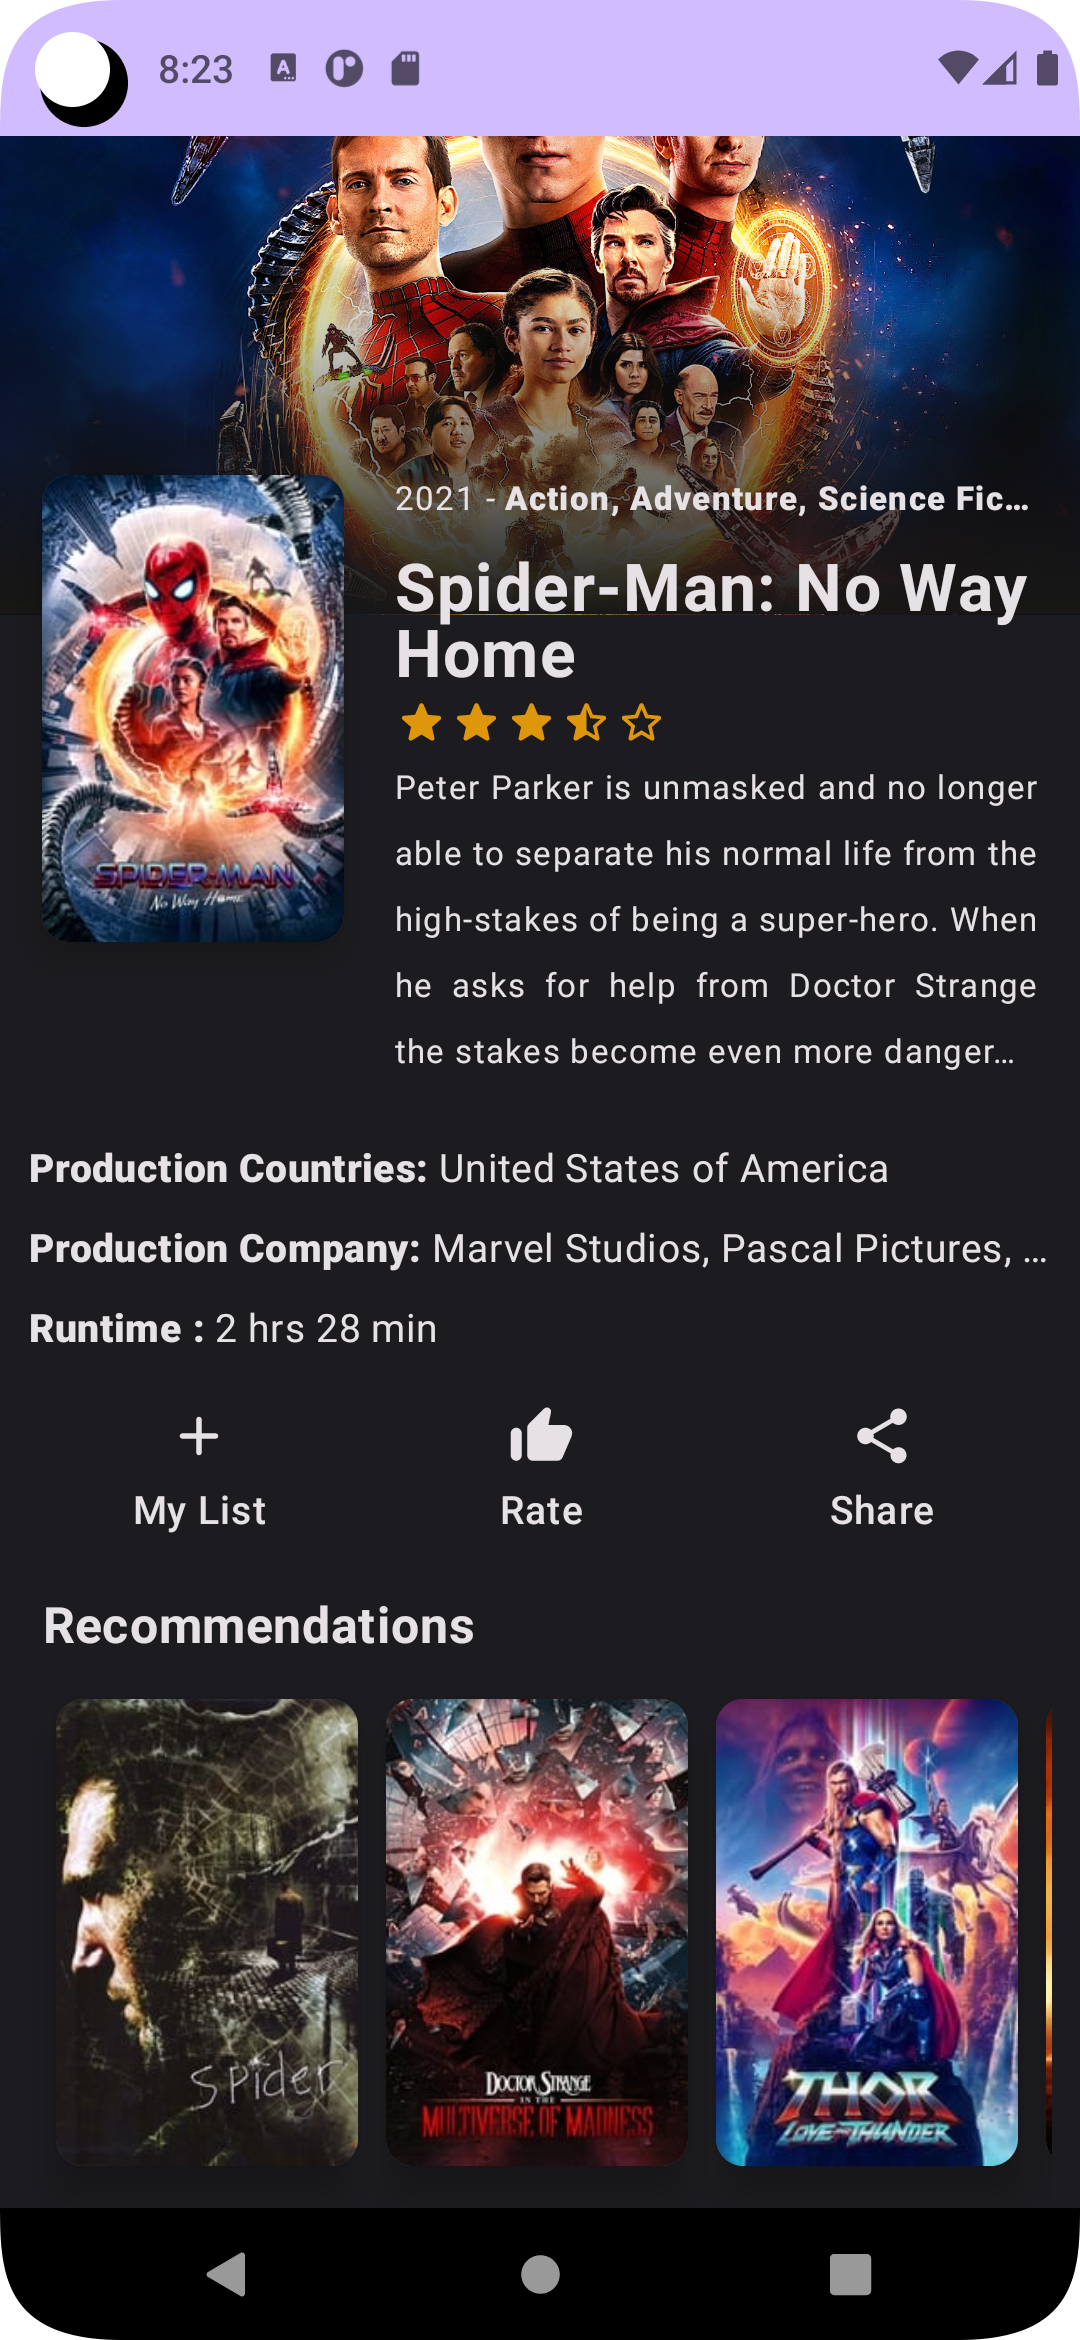 8:23
2021 - Action, Adventure, Science Fic...
Spider-Man: No Way
Home
SPIDER-MAN
No Way Home
Peter Parker is unmasked and no longer
able to separate his normal life from the
high-stakes of being a super-hero. When
he asks for help from Doctor Strange
the stakes become even more danger...
Production Countries: United States of America
Production Company: Marvel Studios, Pascal Pictures, ...
Runtime : 2 hrs 28 min
My List
Rate
Share
Recommendations
spider
DOCTOR STRANGE
IN THE
MULTIVERSE OF MADNESS
THOR
LOVE AND THUNDER